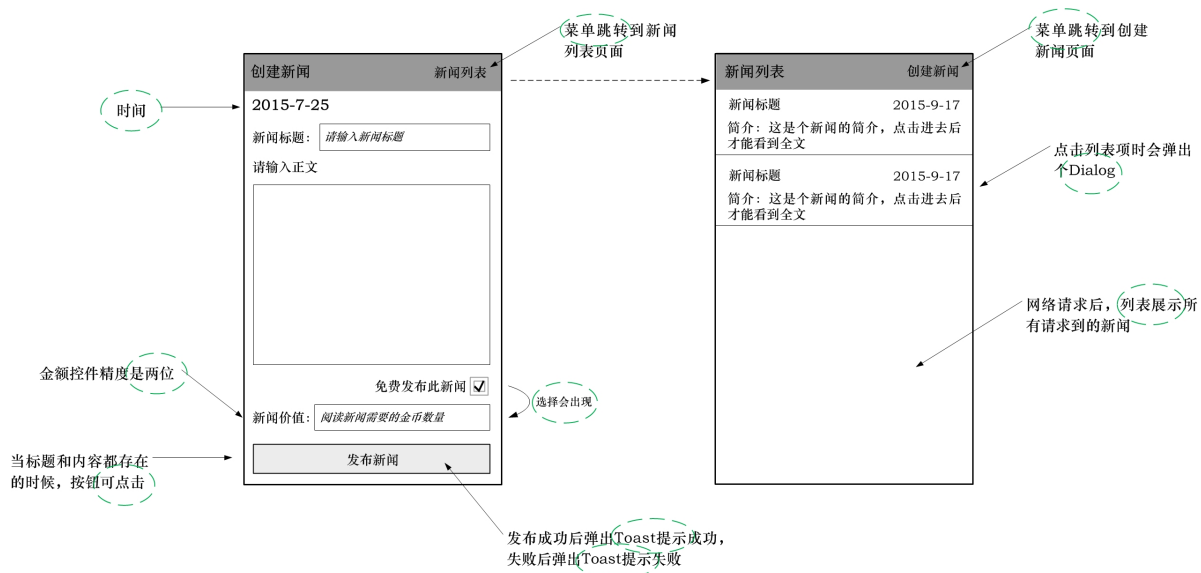 菜单跳转到新闻
列表页面
菜单跳转到创建
新闻页面
创建新闻
新闻列表
新闻列表
创建新闻
时间
2015-7-25
新闻标题：
请输入新闻标题
请输入正文
新闻标题
2015-9-17
简介：这是个新闻的简介，点击进去后
才能看到全文
新闻标题
2015-9-17
简介：这是个新闻的简介，点击进去后
才能看到全文
点击列表项时会弹出
个Dialog
网络请求后，列表展示所
有请求到的新闻
金额控件精度是两位
免费发布此新闻
选择会出现
新闻价值：
阅读新闻需要的金币数量
当标题和内容都存在
的时候，按钮可点击
发布新闻
发布成功后弹出Toast提示成功，
失败后弹出Toast提示失败